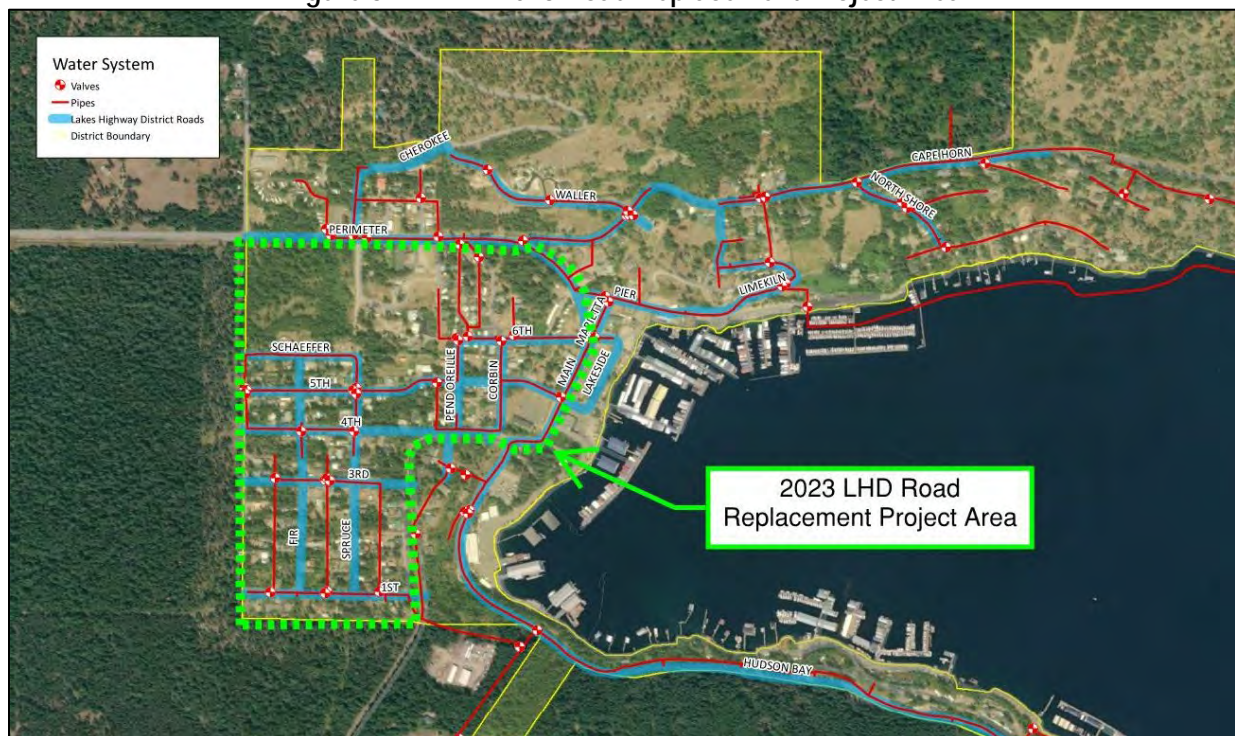 Water System
Valves
Pipes
Lakes Highway District Roads
District Boundary
CHEROKEE
WALLER
CAPE HORN
NORTH SHORE
PERIMETER
PIER
LIMEKILN
MARIETTA
6TH
SCHAEFFER
MAIN
LAKESIDE
PEND OREILLE
CORBIN
5TH
4TH
3RD
2023 LHD Road
Replacement Project Area
FIR
SPRUCE
1ST
HUDSON BAY